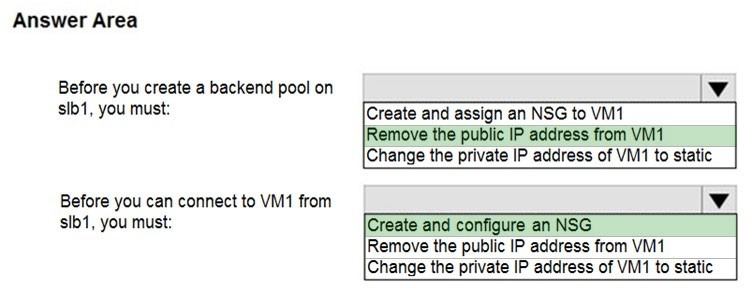 Answer Area
Before you create a backend pool on
slb1, you must:
Create and assign an NSG to VM1
Remove the public IP address from VM1
Change the private IP address of VM1 to static
Before you can connect to VM1 from
slb1, you must:
Create and configure an NSG
Remove the public IP address from VM1
Change the private IP address of VM1 to static